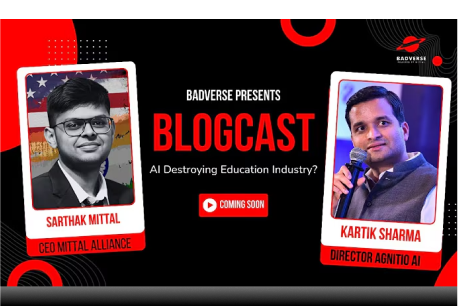 BADVERSE
BADVERSE PRESENTS
BLOGCAST
AI Destroying Education Industry?
COMING SOON
SARTHAK MITTAL
CEO MITTAL ALLIANCE
KARTIK SHARMA
DIRECTOR AGNITIO AI